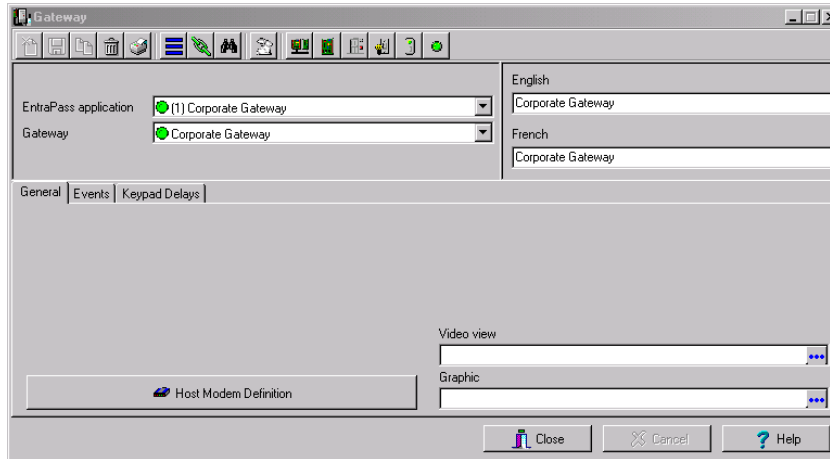 Gateway
EntraPass application
(1) Corporate Gateway
Gateway
Corporate Gateway
English
Corporate Gateway
French
Corporate Gateway
General Events Keypad Delays
Video view
Graphic
Host Modem Definition
Close Cancel Help